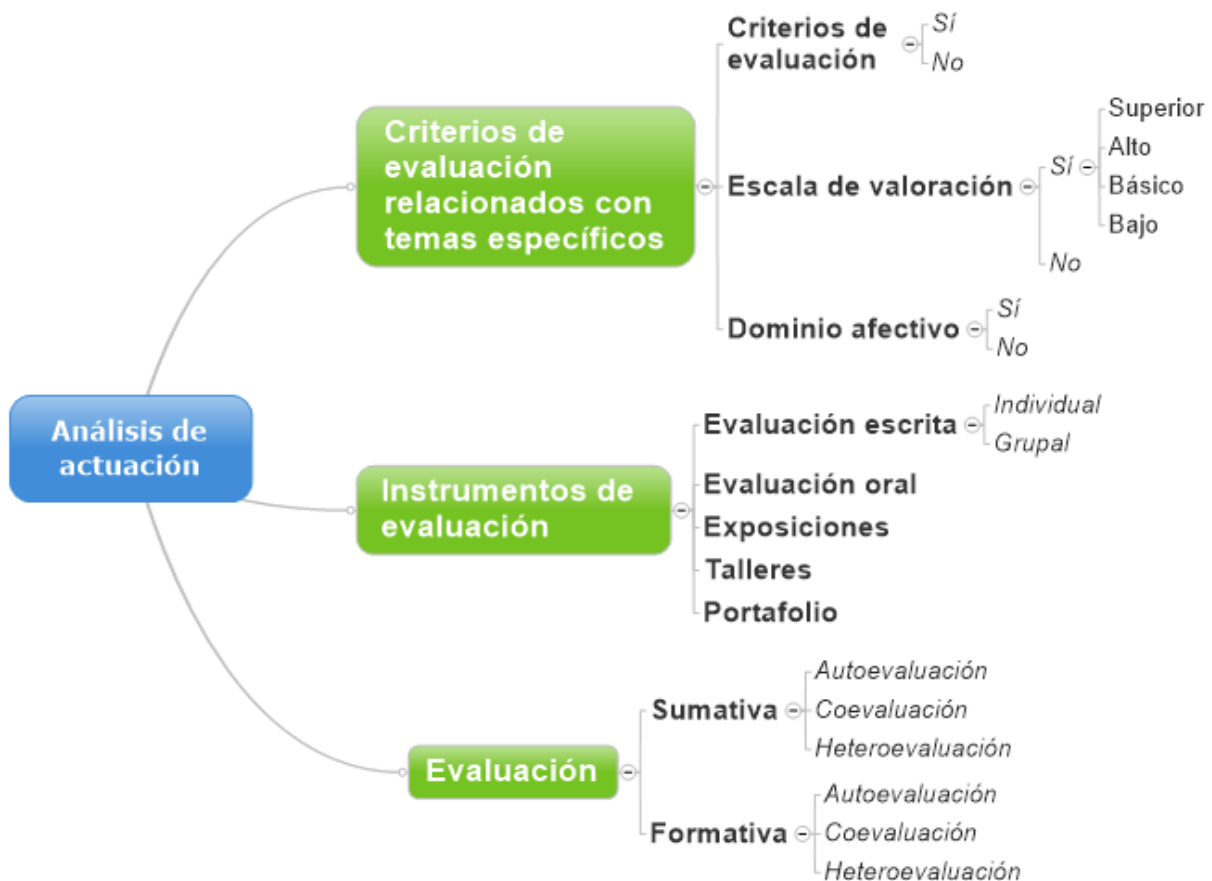 Análisis de
actuación
Criterios de
evaluación
relacionados con
temas específicos
Criterios de
evaluación
Sí
No
Escala de valoración
Sí
Superior
Alto
Básico
Bajo
No
Dominio afectivo
Sí
No
Instrumentos de
evaluación
Evaluación escrita
Individual
Grupal
Evaluación oral
Exposiciones
Talleres
Portafolio
Evaluación
Sumativa
Autoevaluación
Coevaluación
Heteroevaluación
Formativa
Autoevaluación
Coevaluación
Heteroevaluación